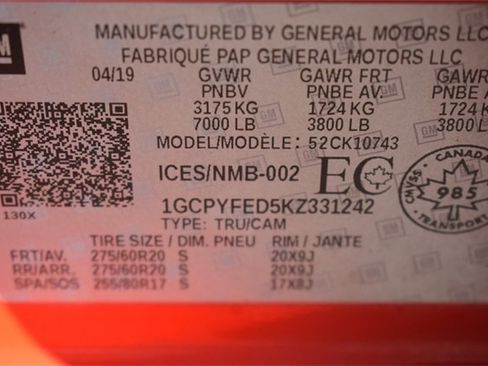 GM
MANUFACTURED BY GENERAL MOTORS LLC
FABRIQUÉ PAP GENERAL MOTORS LLC
04/19 GVWR GAWR FRT GAWR
PNBV PNBE AV. PNBE A
3175 KG 1724 KG 1724
7000 LB 3800 LB 3800 L
MODEL/MODÈLE: 52CK10743
ICES/NMB-002 EC
CANADA
CMVSS- 985
TRANSPORT
130X
1GCPYFED5KZ331242
TYPE: TRU/CAM
TIRE SIZE / DIM. PNEU RIM / JANTE
FRT/AV. 275/60R20 S 20X9J
RR/ARR. 275/60R20 S 20X9J
SPA/SOS 255/80R17 S 17X8J